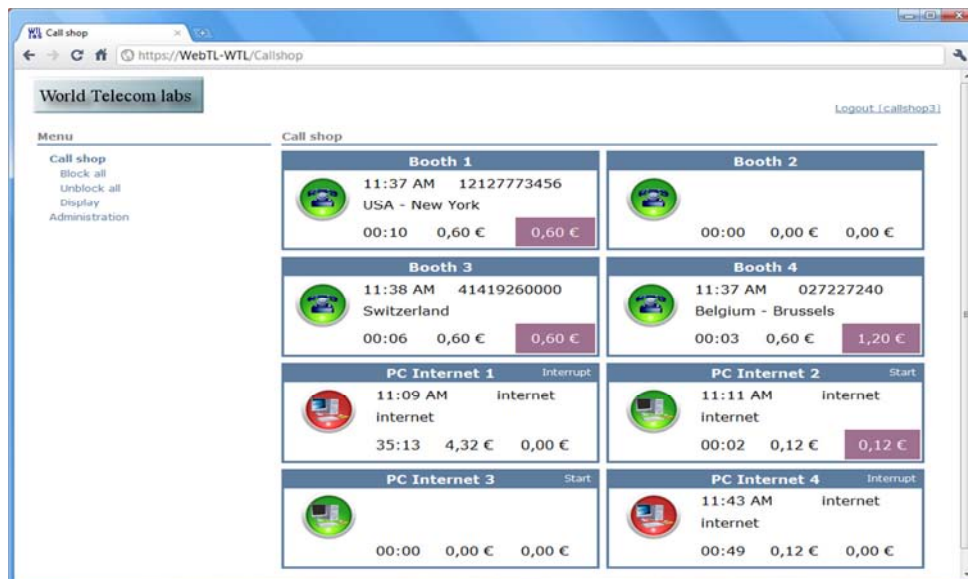 Call shop
https://WebTL-WTL/Callshop
World Telecom labs
Logout [callshop3]
Menu
Call shop
Block all
Unblock all
Display
Administration
Call shop
Booth 1
11:37 AM 12127773456
USA - New York
00:10 0,60 € 0,60 €
Booth 2
00:00 0,00 € 0,00 €
Booth 3
11:38 AM 41419260000
Switzerland
00:06 0,60 € 0,60 €
Booth 4
11:37 AM 027227240
Belgium - Brussels
00:03 0,60 € 1,20 €
PC Internet 1 Interrupt
11:09 AM internet
internet
35:13 4,32 € 0,00 €
PC Internet 2 Start
11:11 AM internet
internet
00:02 0,12 € 0,12 €
PC Internet 3 Start
00:00 0,00 € 0,00 €
PC Internet 4 Interrupt
11:43 AM internet
internet
00:49 0,12 € 0,00 €